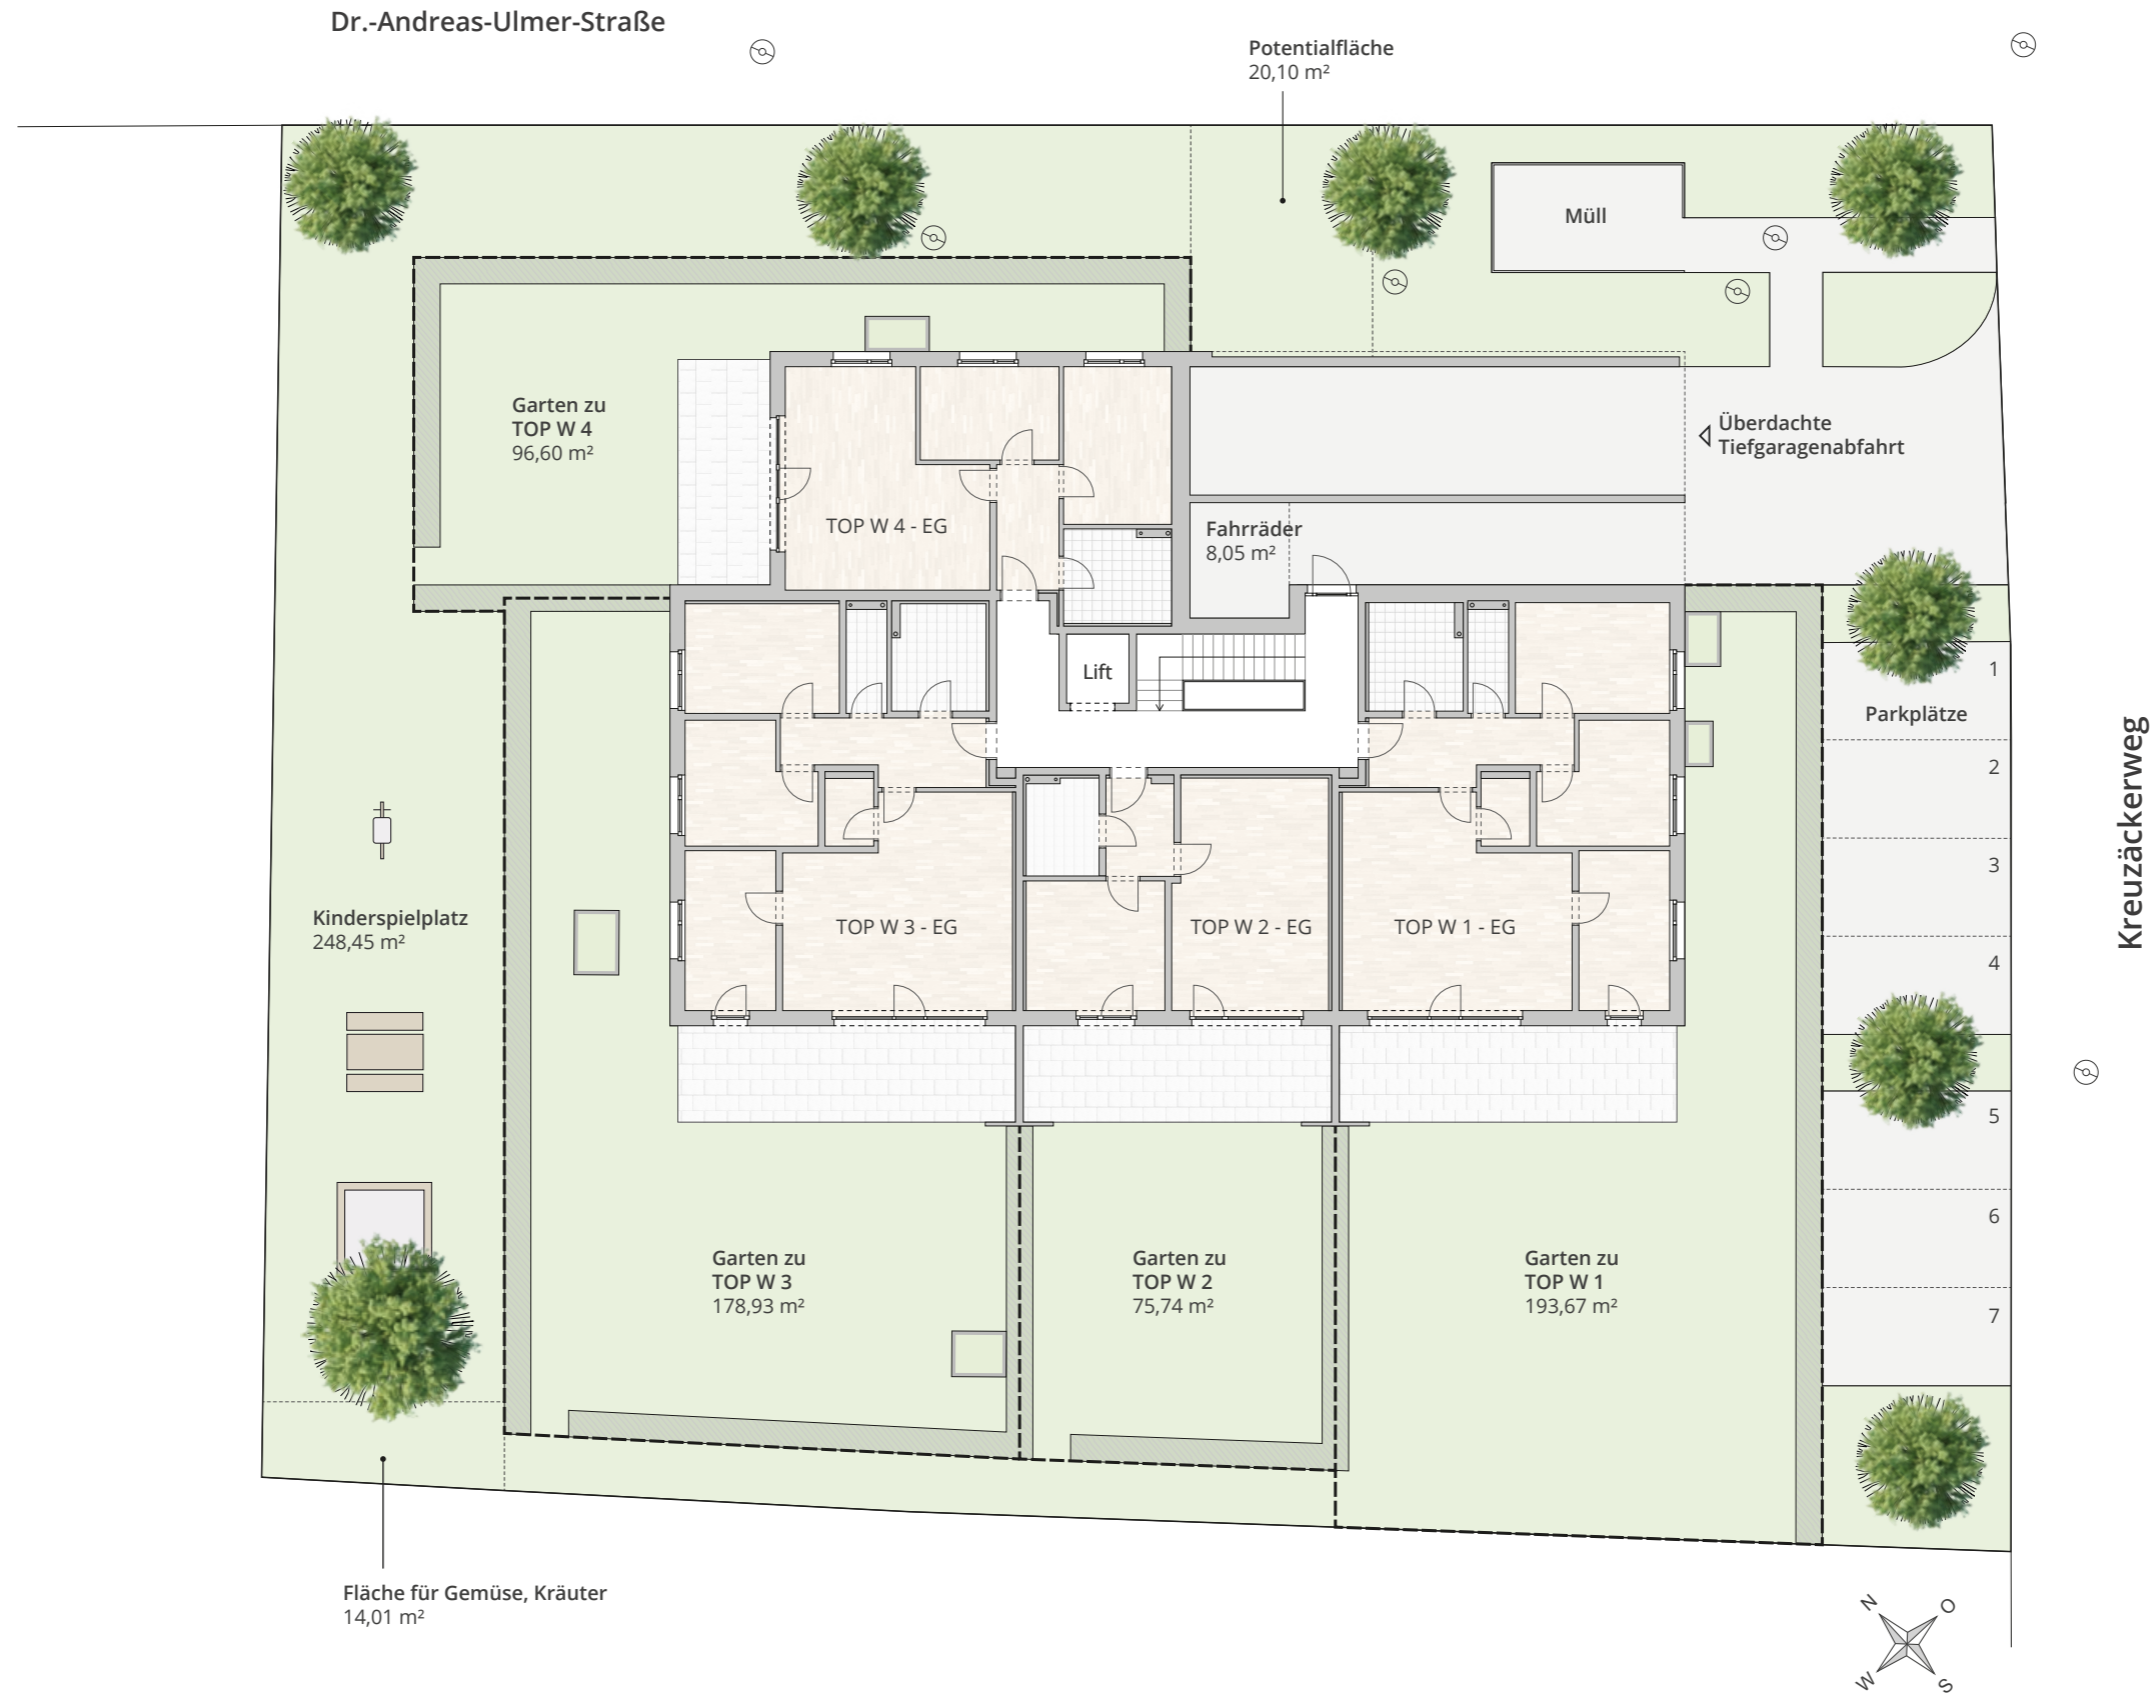 Dr.-Andreas-Ulmer-Straße
Potentialfläche
20,10 m²
Müll
Garten zu
TOP W 4
96,60 m²
Überdachte
Tiefgaragenabfahrt
TOP W 4 - EG
Fahrräder
8,05 m²
Lift
1
Parkplätze
2
3
4
5
6
7
Kreuzäckerweg
Kinderspielplatz
248,45 m²
TOP W 3 - EG
TOP W 2 - EG
TOP W 1 - EG
Garten zu
TOP W 3
178,93 m²
Garten zu
TOP W 2
75,74 m²
Garten zu
TOP W 1
193,67 m²
Fläche für Gemüse, Kräuter
14,01 m²
N
O
W
S